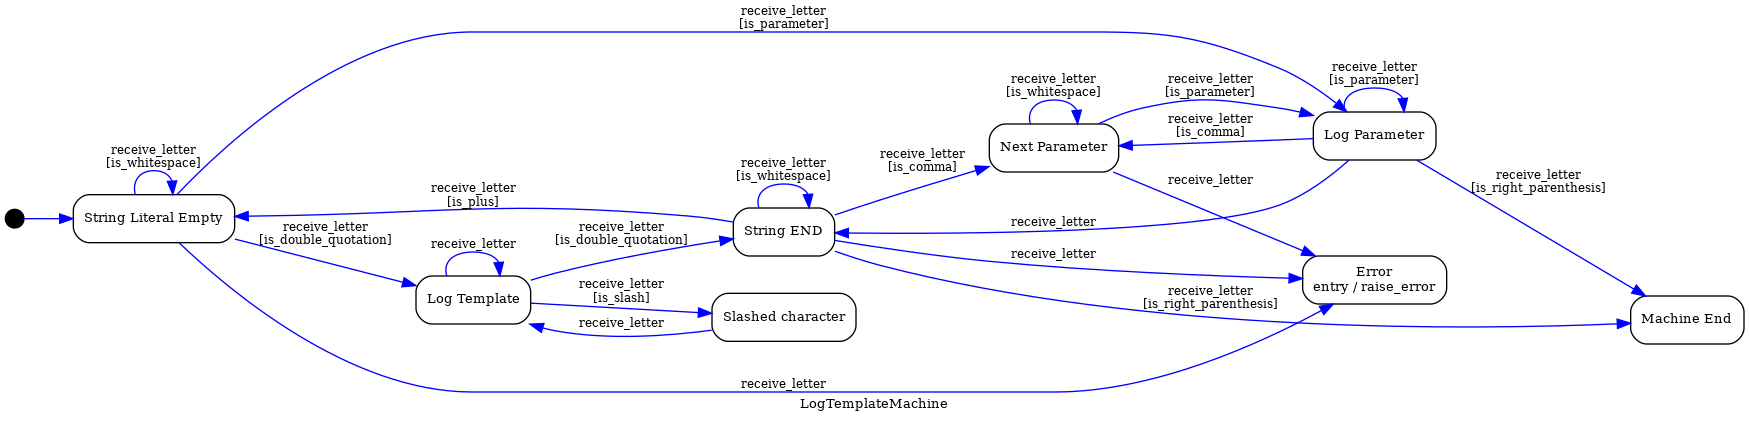 receive_letter
[is_parameter]
receive_letter
[is_parameter]
receive_letter
[is_whitespace]
receive_letter
[is_parameter]
receive_letter
[is_comma]
Log Parameter
Next Parameter
receive_letter
[is_whitespace]
receive_letter
[is_whitespace]
receive_letter
[is_comma]
receive_letter
receive_letter
[is_right_parenthesis]
String Literal Empty
receive_letter
[is_plus]
receive_letter
[is_double_quotation]
receive_letter
[is_double_quotation]
String END
receive_letter
receive_letter
receive_letter
Log Template
receive_letter
[is_slash]
receive_letter
Slashed character
receive_letter
[is_right_parenthesis]
Error
entry / raise_error
Machine End
receive_letter
LogTemplateMachine